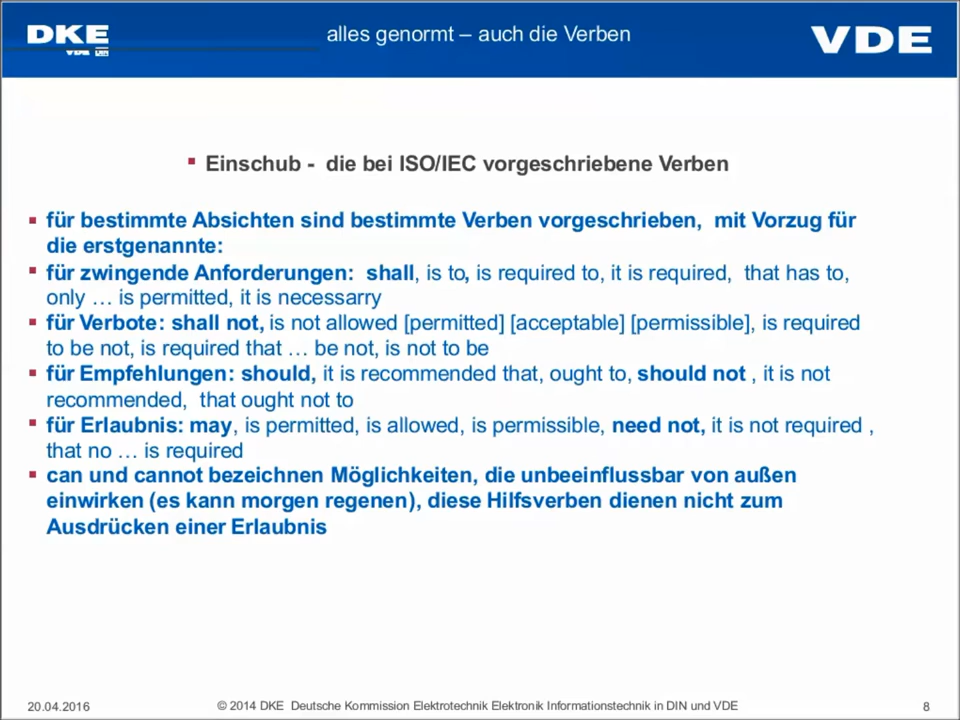 DKE
VDE DIN
alles genormt – auch die Verben
VDE
▪ Einschub - die bei ISO/IEC vorgeschriebene Verben
▪ für bestimmte Absichten sind bestimmte Verben vorgeschrieben, mit Vorzug für
die erstgenannte:
▪ für zwingende Anforderungen: shall, is to, is required to, it is required, that has to,
only … is permitted, it is necessarry
▪ für Verbote: shall not, is not allowed [permitted] [acceptable] [permissible], is required
to be not, is required that … be not, is not to be
▪ für Empfehlungen: should, it is recommended that, ought to, should not , it is not
recommended, that ought not to
▪ für Erlaubnis: may, is permitted, is allowed, is permissible, need not, it is not required ,
that no … is required
▪ can und cannot bezeichnen Möglichkeiten, die unbeeinflussbar von außen
einwirken (es kann morgen regenen), diese Hilfsverben dienen nicht zum
Ausdrücken einer Erlaubnis
20.04.2016
© 2014 DKE Deutsche Kommission Elektrotechnik Elektronik Informationstechnik in DIN und VDE
8